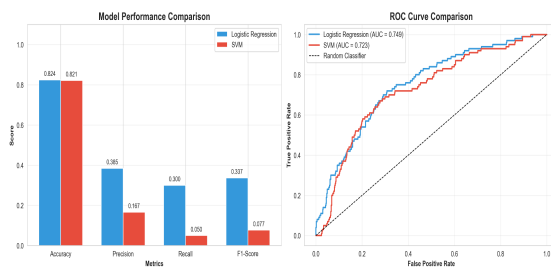 Model Performance Comparison
Logistic Regression
SVM
Score
1.0
0.8
0.6
0.4
0.2
0.0
0.824
0.821
0.385
0.167
0.300
0.050
0.337
0.077
Accuracy
Precision
Recall
F1-Score
Metrics
ROC Curve Comparison
Logistic Regression (AUC = 0.749)
SVM (AUC = 0.723)
Random Classifier
True Positive Rate
1.0
0.8
0.6
0.4
0.2
0.0
0.0
0.2
0.4
0.6
0.8
1.0
False Positive Rate